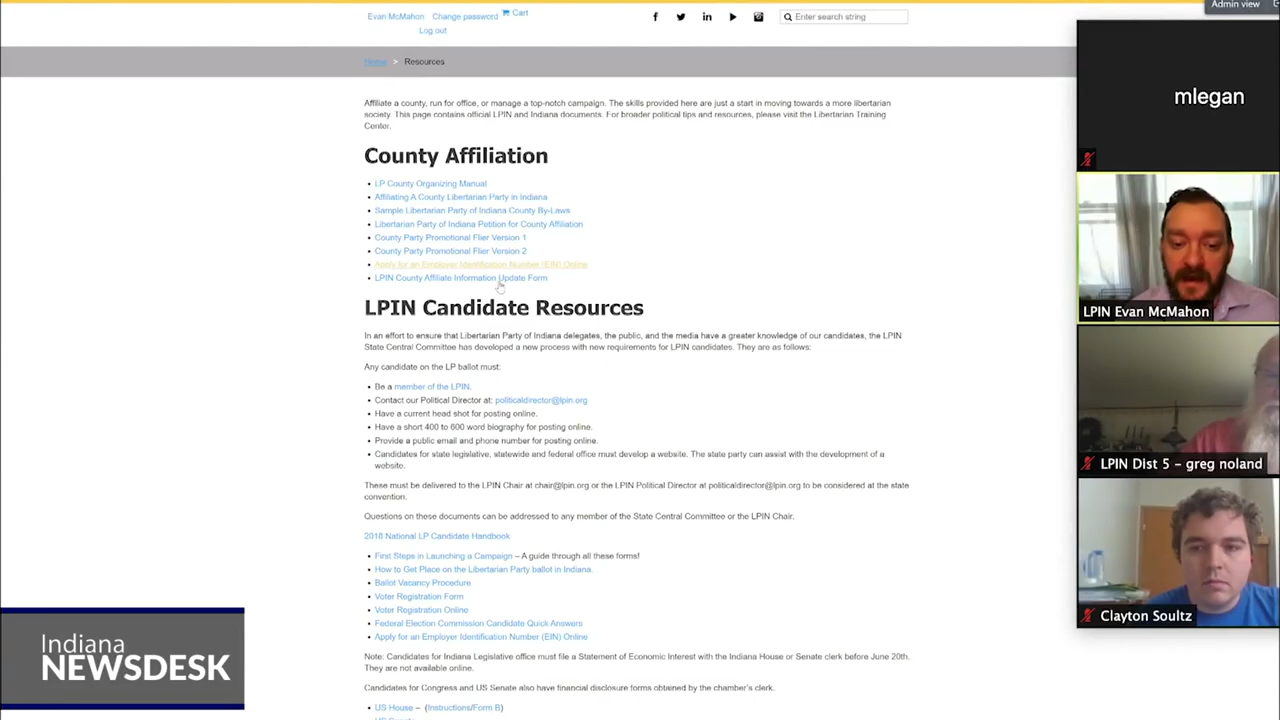 Admin view
Evan McMahon Change password Cart
Log out
Enter search string
Home > Resources
Affiliate a county, run for office, or manage a top-notch campaign. The skills provided here are just a start in moving towards a more libertarian
society. This page contains official LPIN and Indiana documents. For broader political tips and resources, please visit the Libertarian Training
Center.
County Affiliation
LP County Organizing Manual
Affiliating A County Libertarian Party in Indiana
Sample Libertarian Party of Indiana County By-Laws
Libertarian Party of Indiana Petition for County Affiliation
County Party Promotional Flier Version 1
County Party Promotional Flier Version 2
Apply for an Employer Identification Number (EIN) Online
LPIN County Affiliate Information Update Form
LPIN Candidate Resources
In an effort to ensure that Libertarian Party of Indiana delegates, the public, and the media have a greater knowledge of our candidates, the LPIN
State Central Committee has developed a new process with new requirements for LPIN candidates. They are as follows:
Any candidate on the LP ballot must:
Be a member of the LPIN.
Contact our Political Director at: politicaldirector@lpin.org
Have a current head shot for posting online.
Have a short 400 to 600 word biography for posting online.
Provide a public email and phone number for posting online.
Candidates for state legislative, statewide and federal office must develop a website. The state party can assist with the development of a
website.
These must be delivered to the LPIN Chair at chair@lpin.org or the LPIN Political Director at politicaldirector@lpin.org to be considered at the state
convention.
Questions on these documents can be addressed to any member of the State Central Committee or the LPIN Chair.
2018 National LP Candidate Handbook
First Steps in Launching a Campaign – A guide through all these forms!
How to Get Place on the Libertarian Party ballot in Indiana.
Ballot Vacancy Procedure
Voter Registration Form
Voter Registration Online
Federal Election Commission Candidate Quick Answers
Apply for an Employer Identification Number (EIN) Online
Note: Candidates for Indiana Legislative office must file a Statement of Economic Interest with the Indiana House or Senate clerk before June 20th.
They are not available online.
Candidates for Congress and US Senate also have financial disclosure forms obtained by the chamber's clerk.
US House – (Instructions/Form B)
mlegan
LPIN Evan McMahon
LPIN Dist 5 – greg noland
Clayton Soultz
Indiana
NEWSDESK